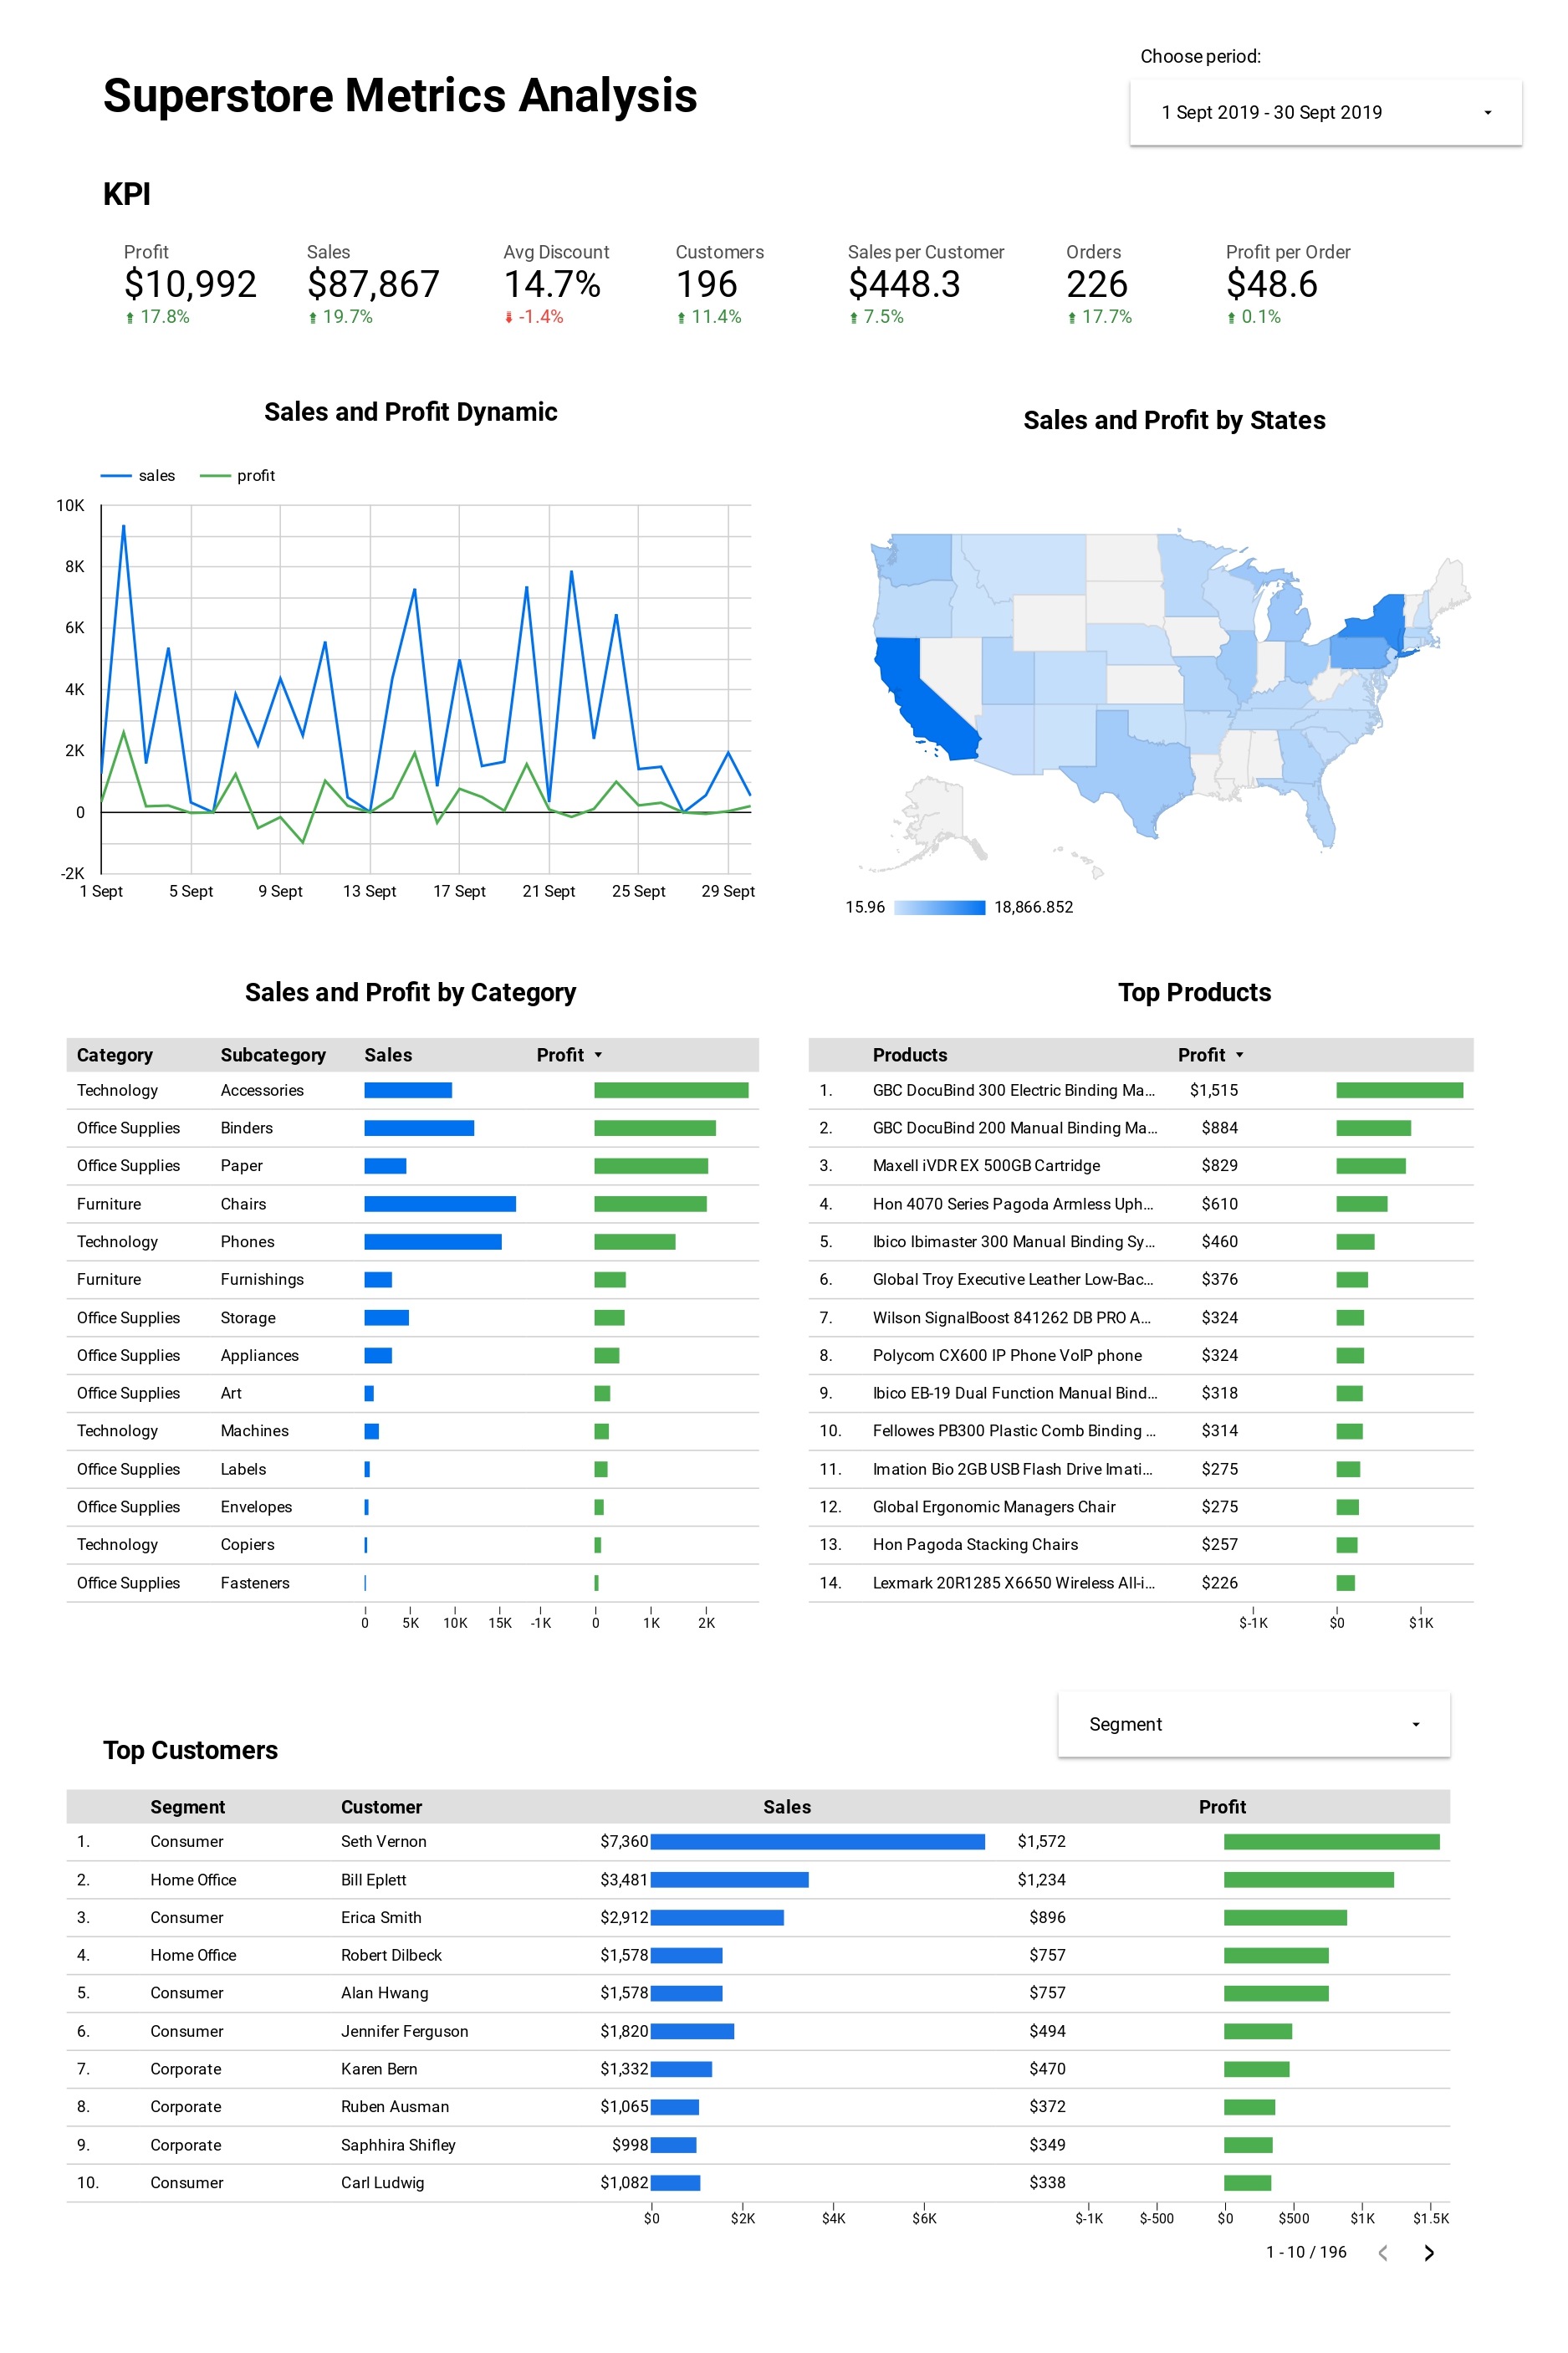 Choose period:
Superstore Metrics Analysis
1 Sept 2019 - 30 Sept 2019
KPI
Profit Sales Avg Discount Customers Sales per Customer Orders Profit per Order
$10,992 $87,867 14.7% 196 $448.3 226 $48.6
17.8% 19.7% -1.4% 11.4% 7.5% 17.7% 0.1%
Sales and Profit Dynamic
sales profit
10K
8K
6K
4K
2K
0
-2K
1 Sept 5 Sept 9 Sept 13 Sept 17 Sept 21 Sept 25 Sept 29 Sept
Sales and Profit by States
15.96 18,866.852
Sales and Profit by Category
Category Subcategory Sales Profit
Technology Accessories
Office Supplies Binders
Office Supplies Paper
Furniture Chairs
Technology Phones
Furniture Furnishings
Office Supplies Storage
Office Supplies Appliances
Office Supplies Art
Technology Machines
Office Supplies Labels
Office Supplies Envelopes
Technology Copiers
Office Supplies Fasteners
0 5K 10K 15K -1K 0 1K 2K
Top Products
Products Profit
1. GBC DocuBind 300 Electric Binding Ma... $1,515
2. GBC DocuBind 200 Manual Binding Ma... $884
3. Maxell iVDR EX 500GB Cartridge $829
4. Hon 4070 Series Pagoda Armless Uph... $610
5. Ibico Ibimaster 300 Manual Binding Sy... $460
6. Global Troy Executive Leather Low-Bac... $376
7. Wilson SignalBoost 841262 DB PRO A... $324
8. Polycom CX600 IP Phone VoIP phone $324
9. Ibico EB-19 Dual Function Manual Bind... $318
10. Fellowes PB300 Plastic Comb Binding ... $314
11. Imation Bio 2GB USB Flash Drive Imati... $275
12. Global Ergonomic Managers Chair $275
13. Hon Pagoda Stacking Chairs $257
14. Lexmark 20R1285 X6650 Wireless All-i... $226
$-1K $0 $1K
Segment
Top Customers
Segment Customer Sales Profit
1. Consumer Seth Vernon $7,360 $1,572
2. Home Office Bill Eplett $3,481 $1,234
3. Consumer Erica Smith $2,912 $896
4. Home Office Robert Dilbeck $1,578 $757
5. Consumer Alan Hwang $1,578 $757
6. Consumer Jennifer Ferguson $1,820 $494
7. Corporate Karen Bern $1,332 $470
8. Corporate Ruben Ausman $1,065 $372
9. Corporate Saphhira Shifley $998 $349
10. Consumer Carl Ludwig $1,082 $338
$0 $2K $4K $6K $-1K $-500 $0 $500 $1K $1.5K
1 - 10 / 196